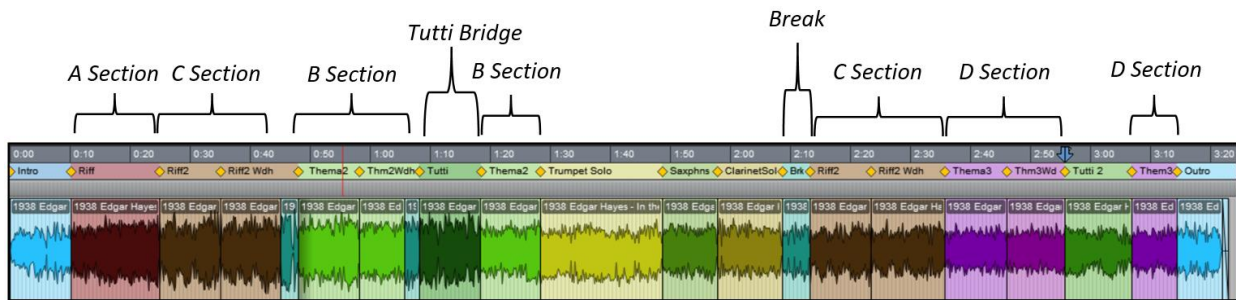 Break
Tutti Bridge
A Section C Section B Section B Section C Section D Section D Section
0:00 0:10 0:20 0:30 0:40 0:50 1:00 1:10 1:20 1:30 1:40 1:50 2:00 2:10 2:20 2:30 2:40 2:50 3:00 3:10 3:20
Intro Riff Riff2 Riff2 Wdh Thema2 Thm2Wdh Tutti Thema2 Trumpet Solo Saxphns ClarinetSol Brk Riff2 Riff2 Wdh Thema3 Thm3Wd Tutti 2 Them3 Outro
1938 Edgar 1938 Edgar Hayes 1938 Edgar 1938 Edgar 19 1938 Edgar 1938 Ed 1938 Edgar 1938 Edgar 1938 Edgar Hayes - In the 1938 Edga 1938 Edgar 1938 1938 Edgar 1938 Edgar Ha 1938 Edgar 1938 Edgar 1938 Edgar H 1938 Ed 1938 Ed